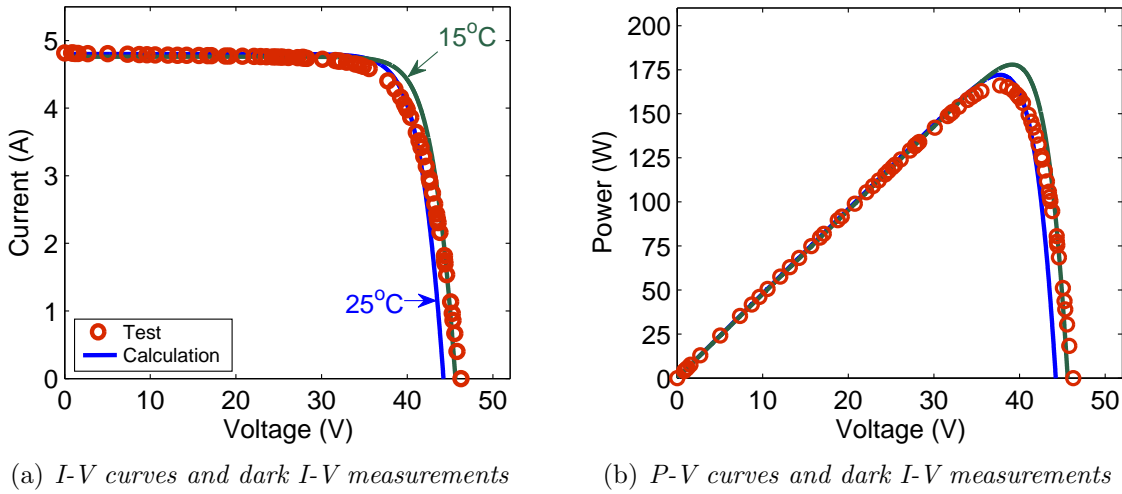 5
4
3
2
1
0
Current (A)
15°C
25°C
Test
Calculation
0 10 20 30 40 50
Voltage (V)
(a) I-V curves and dark I-V measurements
200
175
150
125
100
75
50
25
0
Power (W)
0 10 20 30 40 50
Voltage (V)
(b) P-V curves and dark I-V measurements